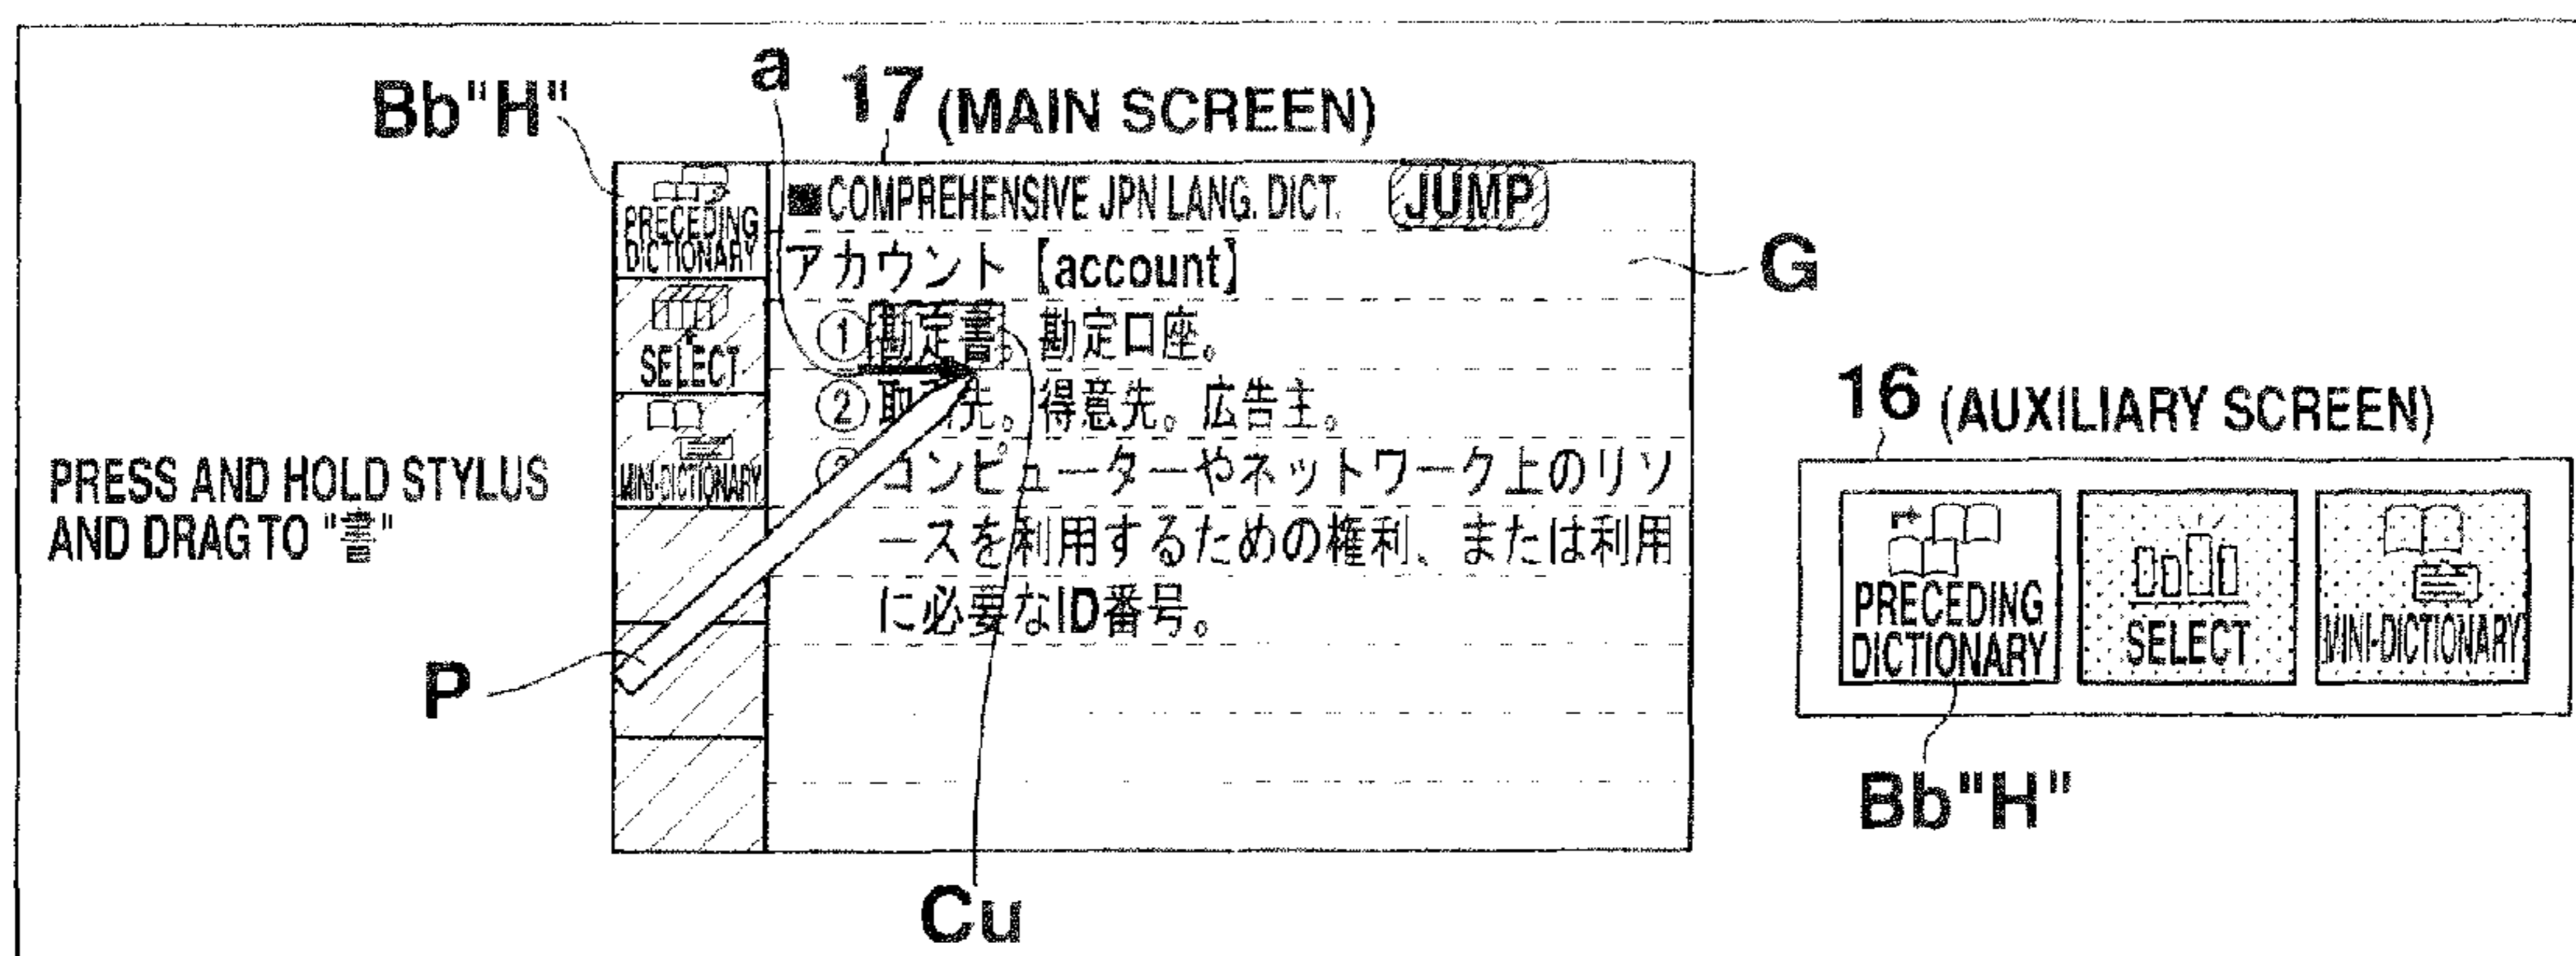 Bb"H"
a
17 (MAIN SCREEN)
PRECEDING
DICTIONARY
SELECT
MINI-DICTIONARY
■COMPREHENSIVE JPN LANG. DICT.
JUMP
アカウント【account】
①勘定書。勘定口座。
②取 先。得意先。広告主。
コンピューターやネットワーク上のリソ
ースを利用するための権利、または利用
に必要なID番号。
G
PRESS AND HOLD STYLUS
AND DRAG TO "書"
P
Cu
16 (AUXILIARY SCREEN)
PRECEDING
DICTIONARY
SELECT
MINI-DICTIONARY
Bb"H"